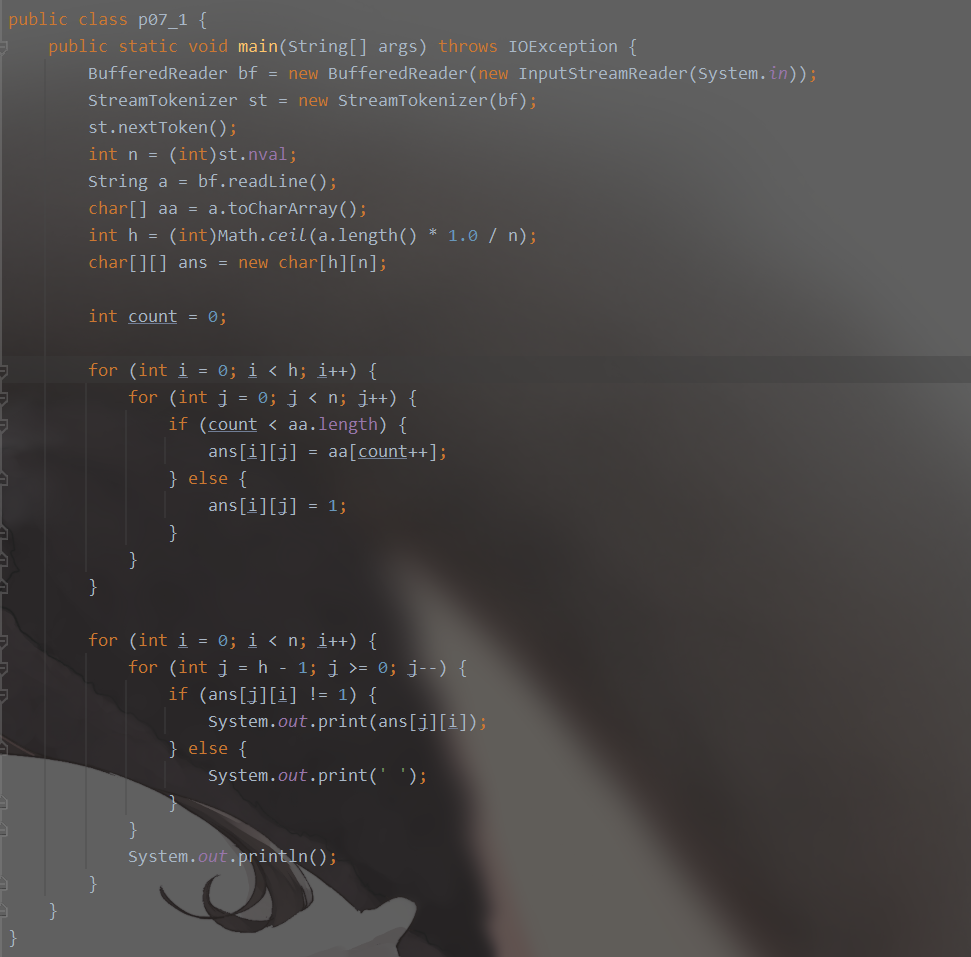 public class p07_1 {
    public static void main(String[] args) throws IOException {
        BufferedReader bf = new BufferedReader(new InputStreamReader(System.in));
        StreamTokenizer st = new StreamTokenizer(bf);
        st.nextToken();
        int n = (int)st.nval;
        String a = bf.readLine();
        char[] aa = a.toCharArray();
        int h = (int)Math.ceil(a.length() * 1.0 / n);
        char[][] ans = new char[h][n];

        int count = 0;

        for (int i = 0; i < h; i++) {
            for (int j = 0; j < n; j++) {
                if (count < aa.length) {
                    ans[i][j] = aa[count++];
                } else {
                    ans[i][j] = 1;
                }
            }
        }

        for (int i = 0; i < n; i++) {
            for (int j = h - 1; j >= 0; j--) {
                if (ans[j][i] != 1) {
                    System.out.print(ans[j][i]);
                } else {
                    System.out.print(' ');
                }
            }
            System.out.println();
        }
    }
}